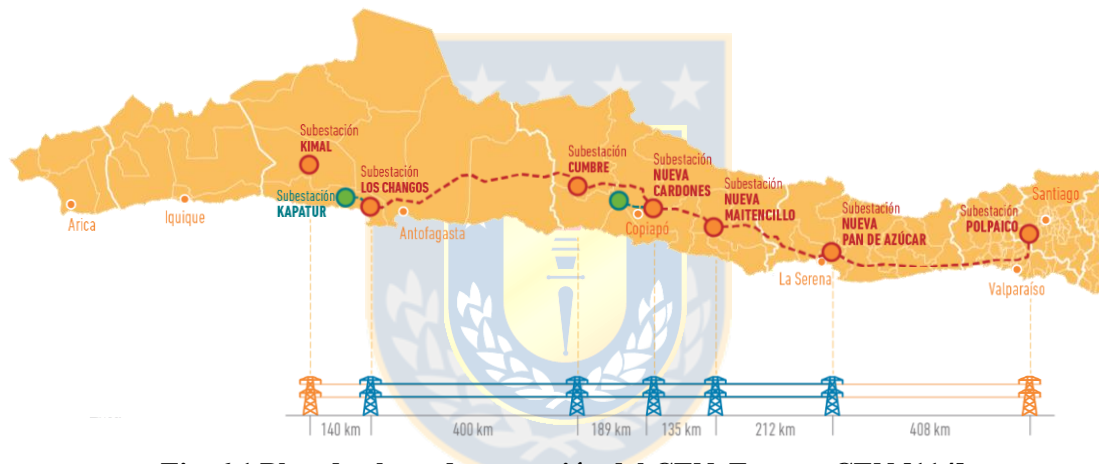 Subestación
KIMAL
Subestación
KAPATUR
Subestación
LOS CHANGOS
Subestación
CUMBRE
Subestación
NUEVA
CARDONES
Subestación
NUEVA
MAITENCILLO
Subestación
NUEVA
PAN DE AZÚCAR
Subestación
POLPAICO
Santiago
Arica
Iquique
Antofagasta
Copiapó
La Serena
Valparaíso
140 km
400 km
189 km
135 km
212 km
408 km